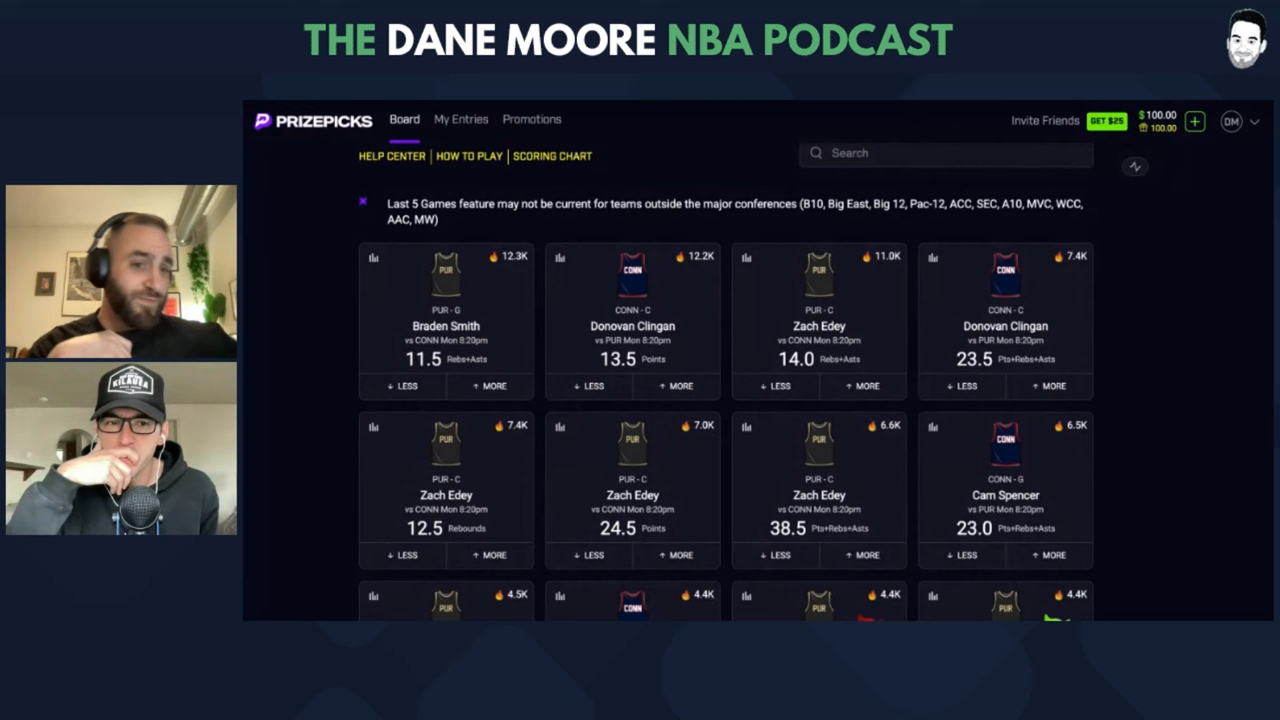 THE DANE MOORE NBA PODCAST
PRIZEPICKS
Board
My Entries
Promotions
Invite Friends
GET $25
$100.00
100.00
DM
HELP CENTER | HOW TO PLAY | SCORING CHART
Search
Last 5 Games feature may not be current for teams outside the major conferences (B10, Big East, Big 12, Pac-12, ACC, SEC, A10, MVC, WCC,
AAC, MW)
12.3K
PUR
PUR - G
Braden Smith
vs CONN Mon 8:20pm
11.5 Rebs+Asts
LESS
MORE
12.2K
CONN
CONN - C
Donovan Clingan
vs PUR Mon 8:20pm
13.5 Points
LESS
MORE
11.0K
PUR
PUR - C
Zach Edey
vs CONN Mon 8:20pm
14.0 Rebs+Asts
LESS
MORE
7.4K
CONN
CONN - C
Donovan Clingan
vs PUR Mon 8:20pm
23.5 Pts+Rebs+Asts
LESS
MORE
7.4K
PUR
PUR - C
Zach Edey
vs CONN Mon 8:20pm
12.5 Rebounds
LESS
MORE
7.0K
PUR
PUR - C
Zach Edey
vs CONN Mon 8:20pm
24.5 Points
LESS
MORE
6.6K
PUR
PUR - C
Zach Edey
vs CONN Mon 8:20pm
38.5 Pts+Rebs+Asts
LESS
MORE
6.5K
CONN
CONN - G
Cam Spencer
vs PUR Mon 8:20pm
23.0 Pts+Rebs+Asts
LESS
MORE
4.5K
PUR
4.4K
CONN
4.4K
PUR
4.4K
PUR
KILAUEA